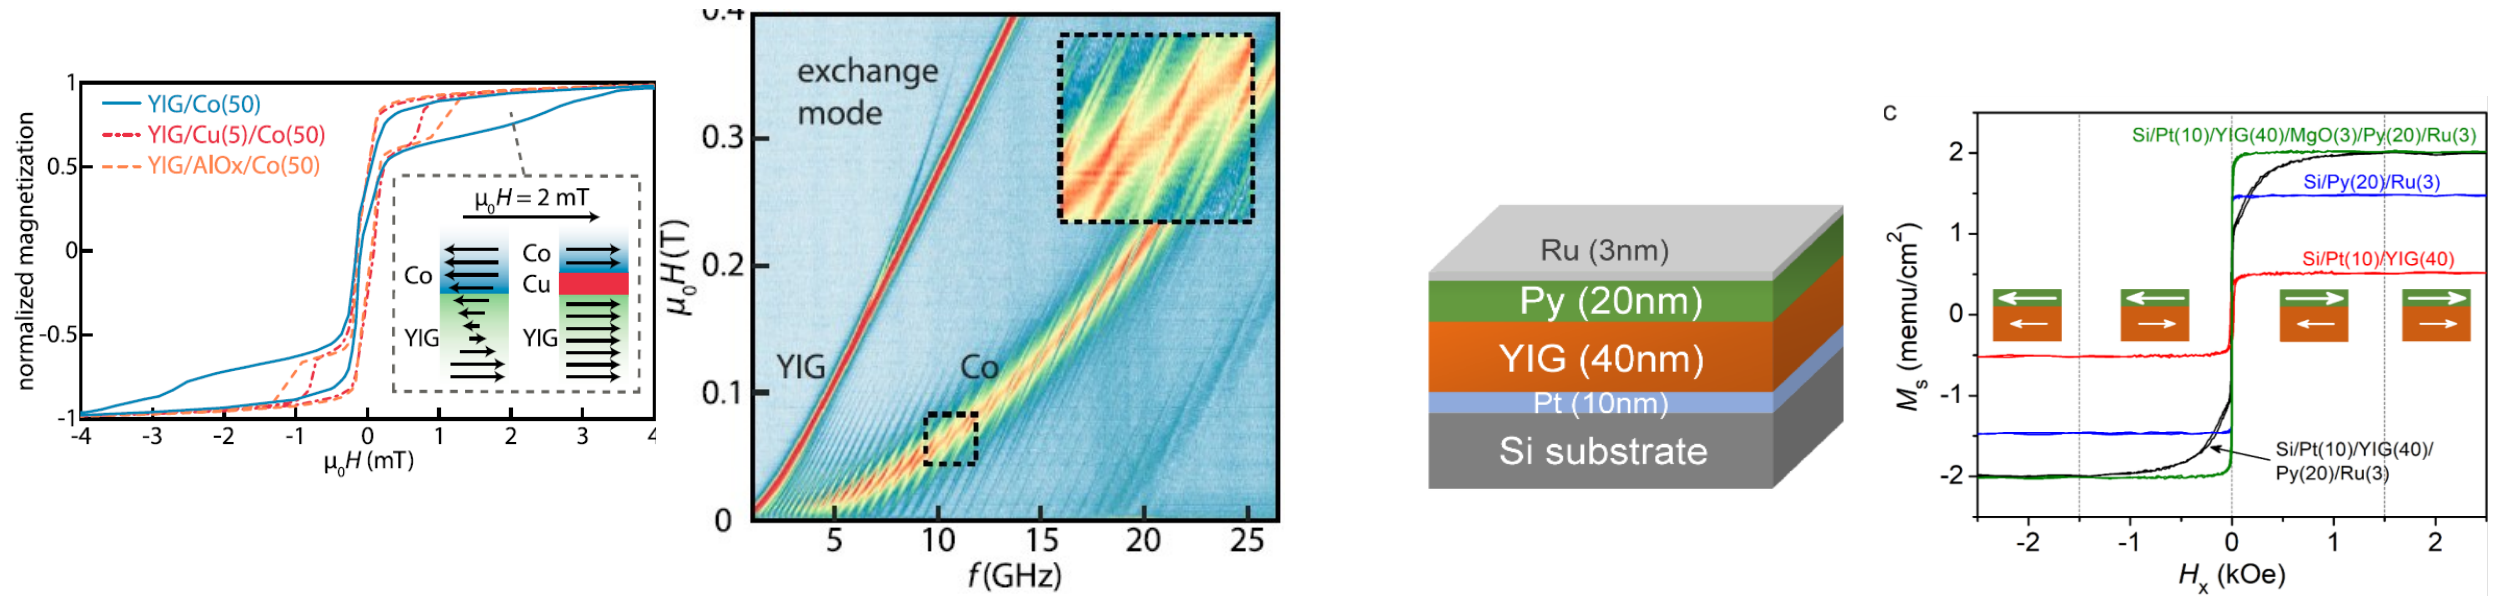 1
0.5
0
-0.5
-1
normalized magnetization
YIG/Co(50)
YIG/Cu(5)/Co(50)
YIG/AlOx/Co(50)
μ₀H = 2 mT
Co
YIG
Co
Cu
YIG
-4 -3 -2 -1 0 1 2 3 4
μ₀H (mT)
0.4
0.3
0.2
0.1
0
μ₀H (T)
exchange
mode
YIG
Co
5 10 15 20 25
f (GHz)
Ru (3nm)
Py (20nm)
YIG (40nm)
Pt (10nm)
Si substrate
c
2
1
0
-1
-2
Mₛ (memu/cm²)
Si/Pt(10)/YIG(40)/MgO(3)/Py(20)/Ru(3)
Si/Py(20)/Ru(3)
Si/Pt(10)/YIG(40)
Si/Pt(10)/YIG(40)/
Py(20)/Ru(3)
-2 -1 0 1 2
Hₓ (kOe)